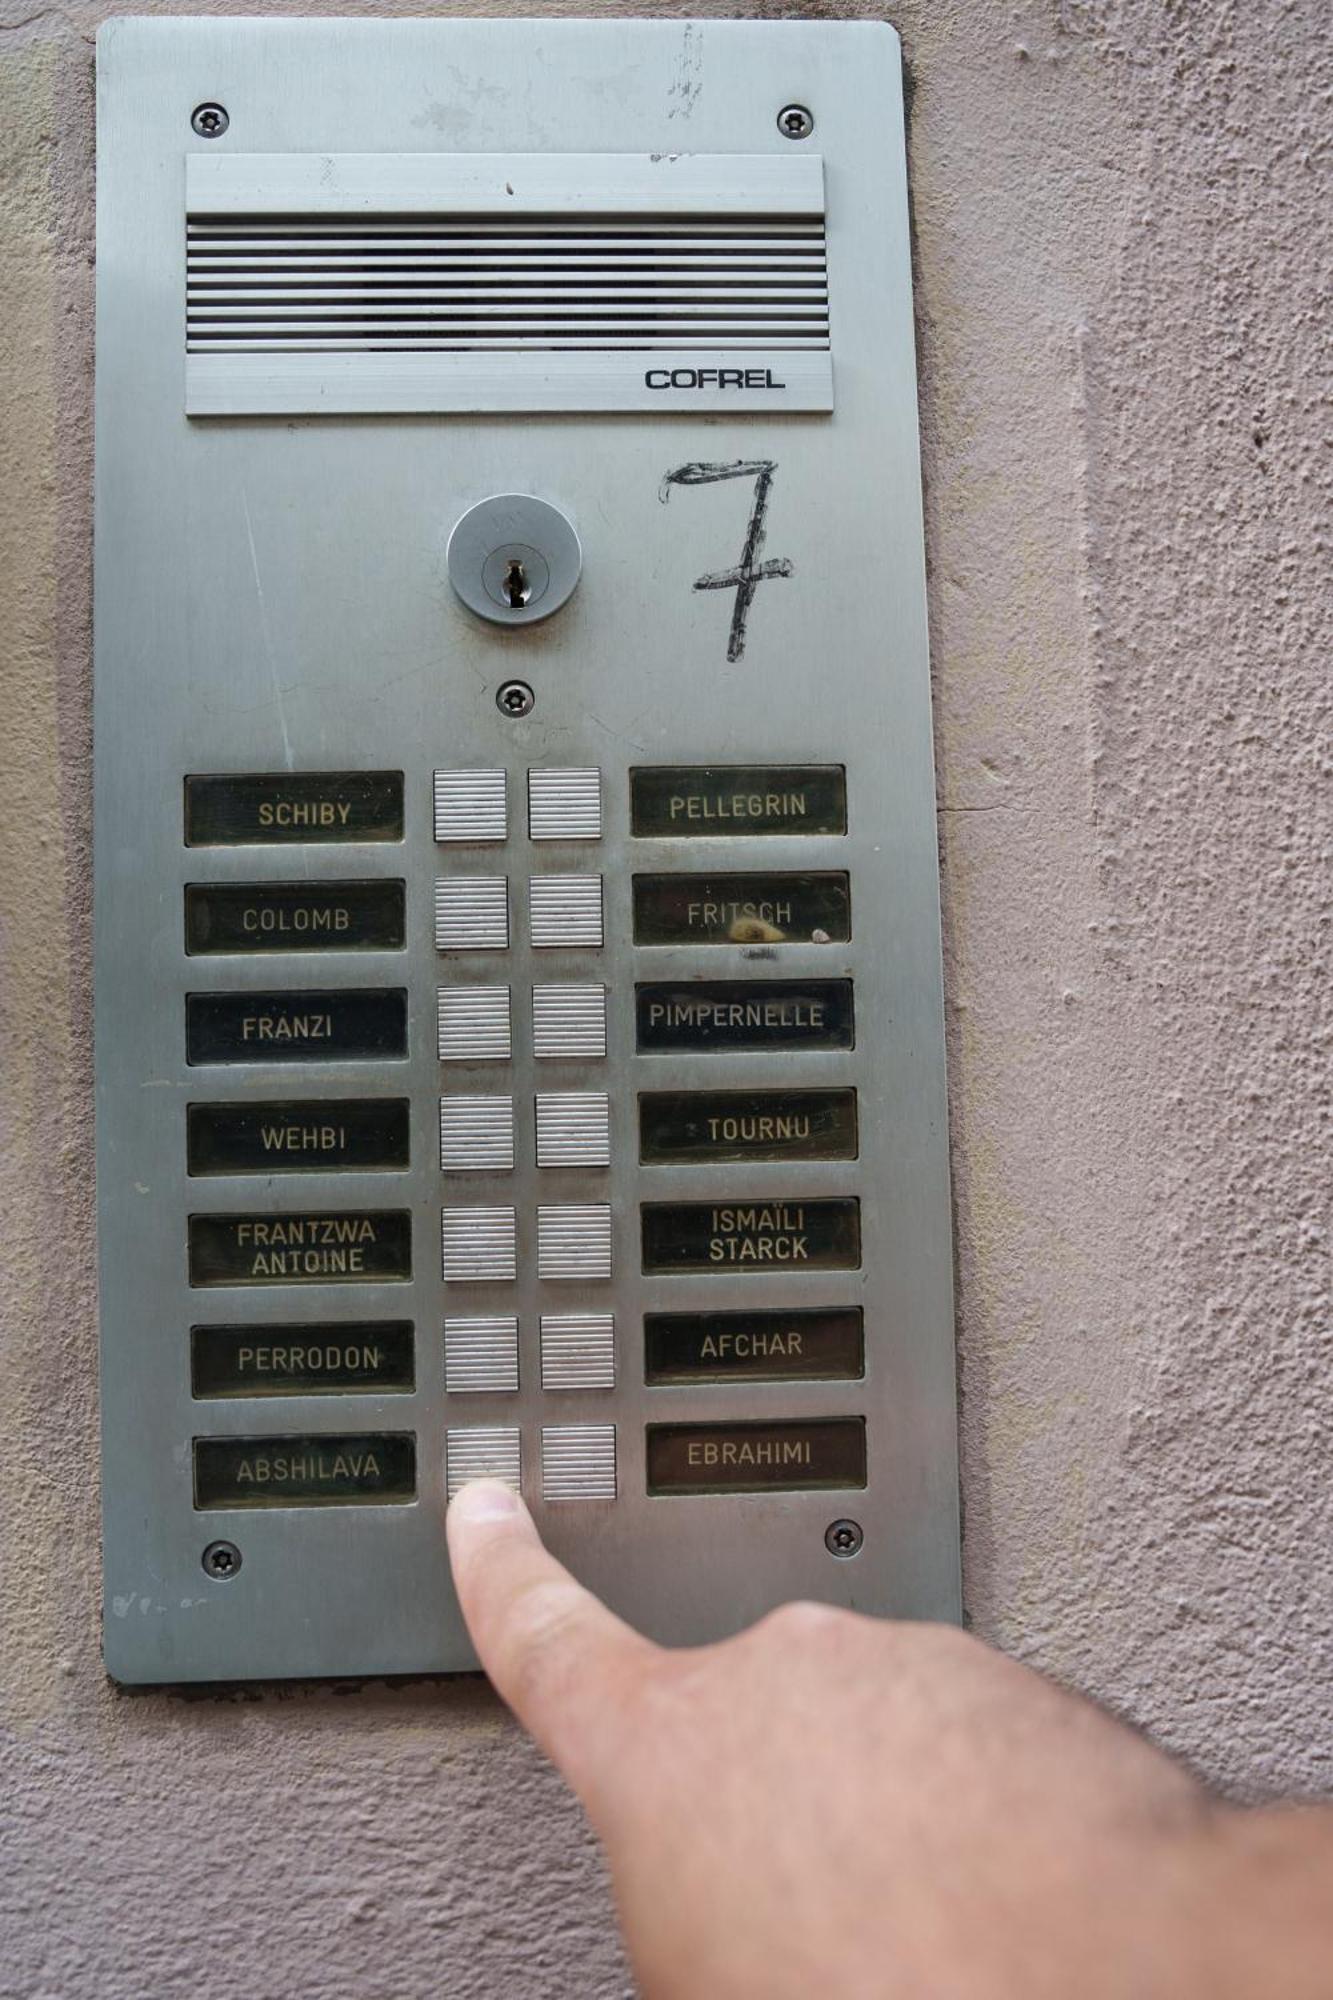 COFREL
7
SCHIBY
PELLEGRIN
COLOMB
FRITSCH
FRANZI
PIMPERNELLE
WEHBI
TOURNU
FRANTZWA
ANTOINE
ISMAÏLI
STARCK
PERRODON
AFCHAR
ABSHILAVA
EBRAHIMI